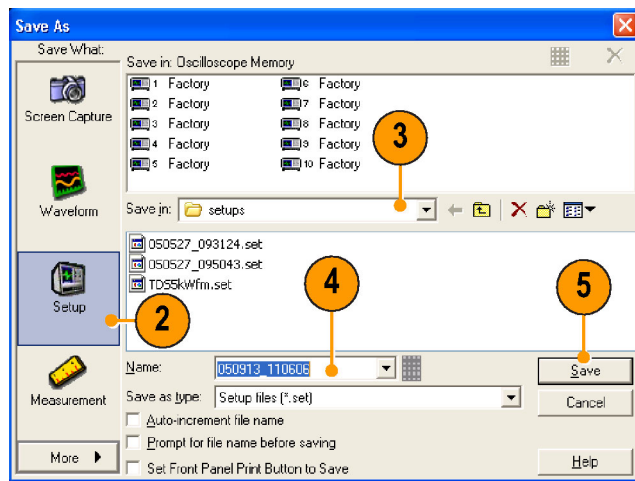 Save As
Save What:
Screen Capture
Waveform
Setup
Measurement
More
Save in: Oscilloscope Memory
1 Factory
2 Factory
3 Factory
4 Factory
5 Factory
6 Factory
7 Factory
8 Factory
9 Factory
10 Factory
3
Save in: setups
050527_093124.set
050527_095043.set
TDS5kWfm.set
4
5
2
Name: 050913_110606
Save
Save as type: Setup files (*.set)
Cancel
Auto-increment file name
Prompt for file name before saving
Set Front Panel Print Button to Save
Help